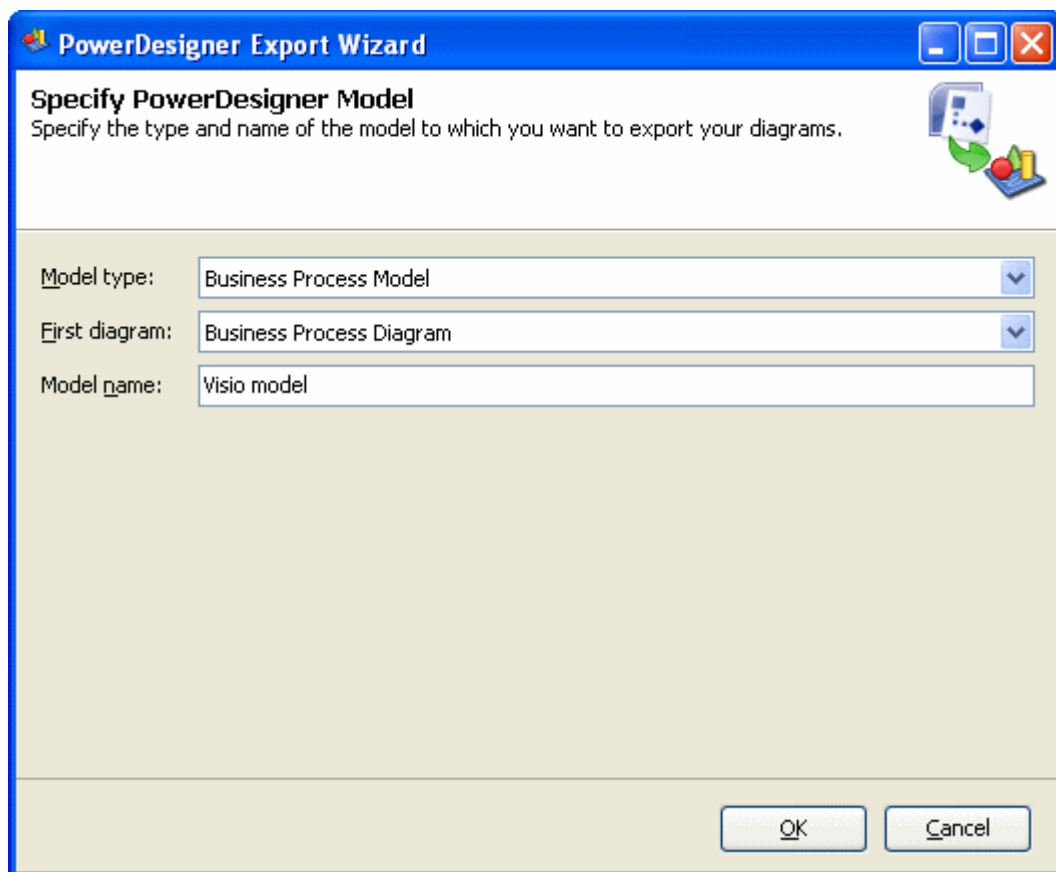 PowerDesigner Export Wizard
Specify PowerDesigner Model
Specify the type and name of the model to which you want to export your diagrams.
Model type: Business Process Model
First diagram: Business Process Diagram
Model name: Visio model
OK Cancel